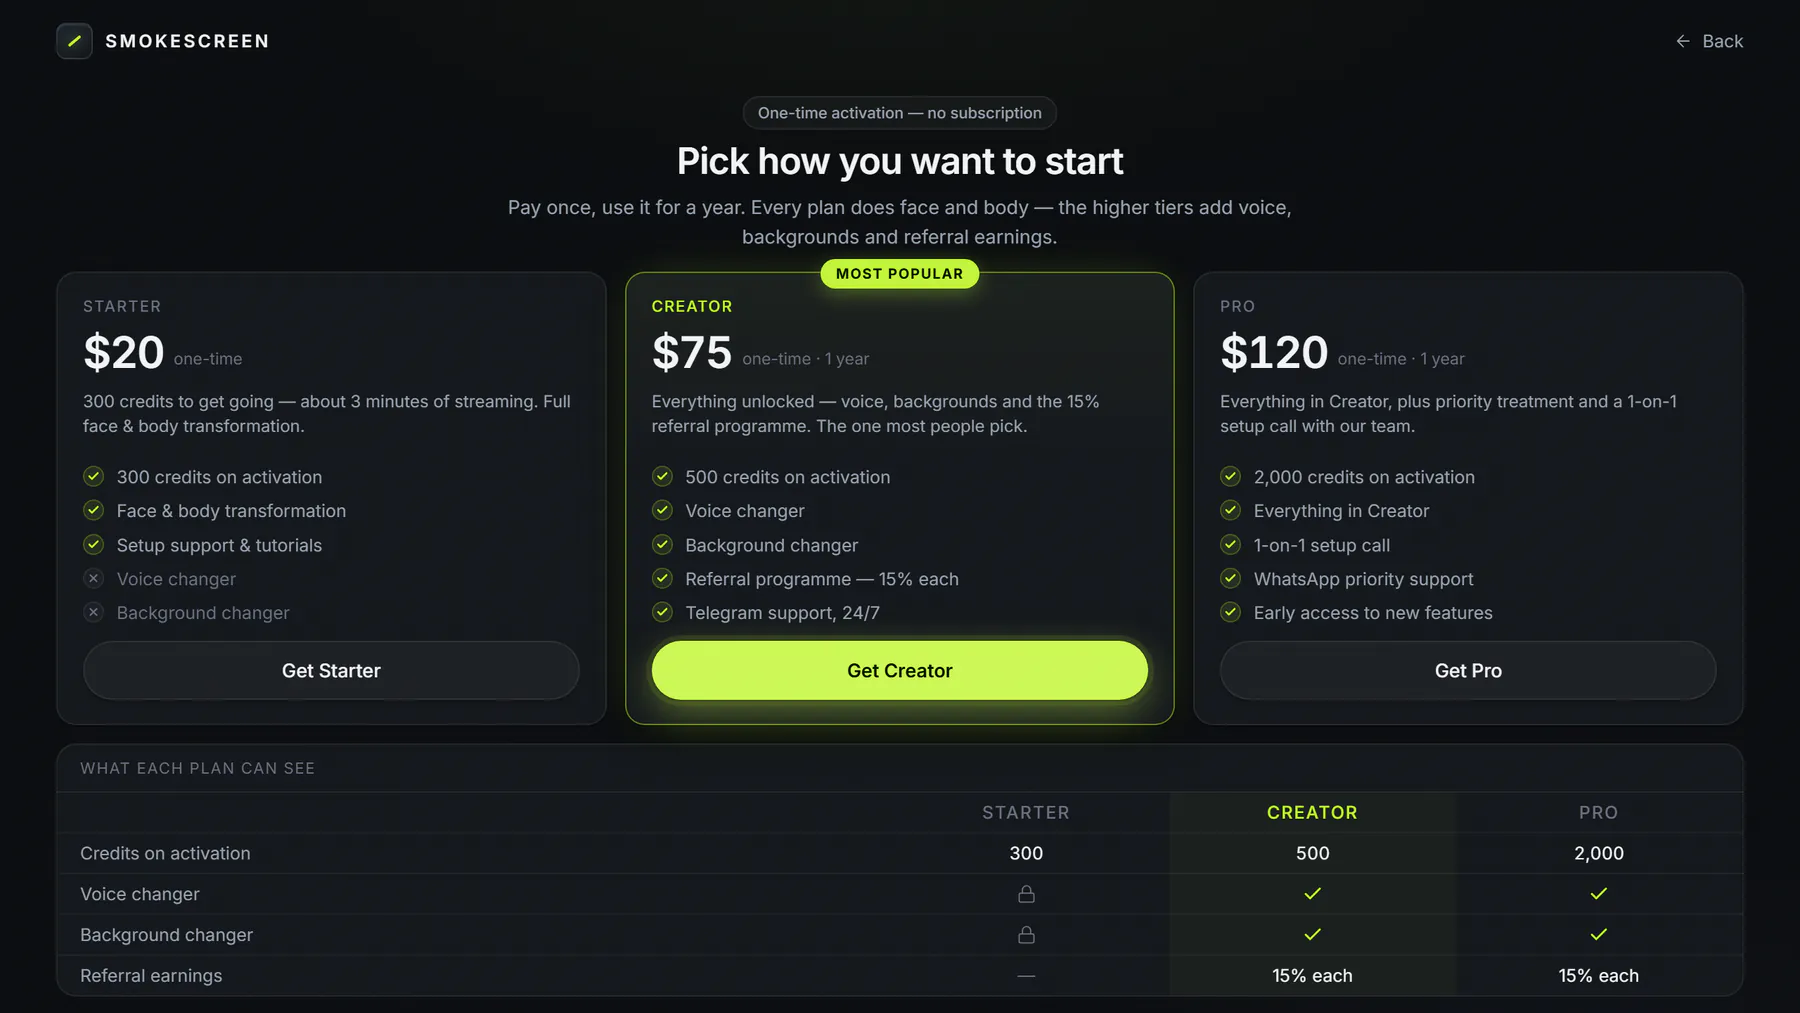 SMOKESCREEN
← Back
One-time activation — no subscription
Pick how you want to start
Pay once, use it for a year. Every plan does face and body — the higher tiers add voice,
backgrounds and referral earnings.
STARTER
$20 one-time
300 credits to get going — about 3 minutes of streaming. Full
face & body transformation.
300 credits on activation
Face & body transformation
Setup support & tutorials
Voice changer
Background changer
Get Starter
MOST POPULAR
CREATOR
$75 one-time · 1 year
Everything unlocked — voice, backgrounds and the 15%
referral programme. The one most people pick.
500 credits on activation
Voice changer
Background changer
Referral programme — 15% each
Telegram support, 24/7
Get Creator
PRO
$120 one-time · 1 year
Everything in Creator, plus priority treatment and a 1-on-1
setup call with our team.
2,000 credits on activation
Everything in Creator
1-on-1 setup call
WhatsApp priority support
Early access to new features
Get Pro
WHAT EACH PLAN CAN SEE
STARTER CREATOR PRO
Credits on activation 300 500 2,000
Voice changer
Background changer
Referral earnings — 15% each 15% each